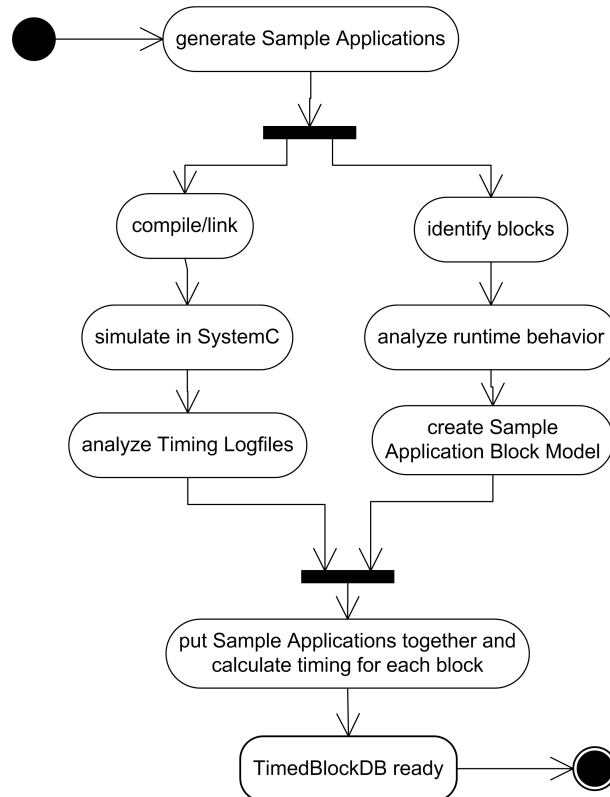 generate Sample Applications
compile/link
identify blocks
simulate in SystemC
analyze runtime behavior
analyze Timing Logfiles
create Sample
Application Block Model
put Sample Applications together and
calculate timing for each block
TimedBlockDB ready